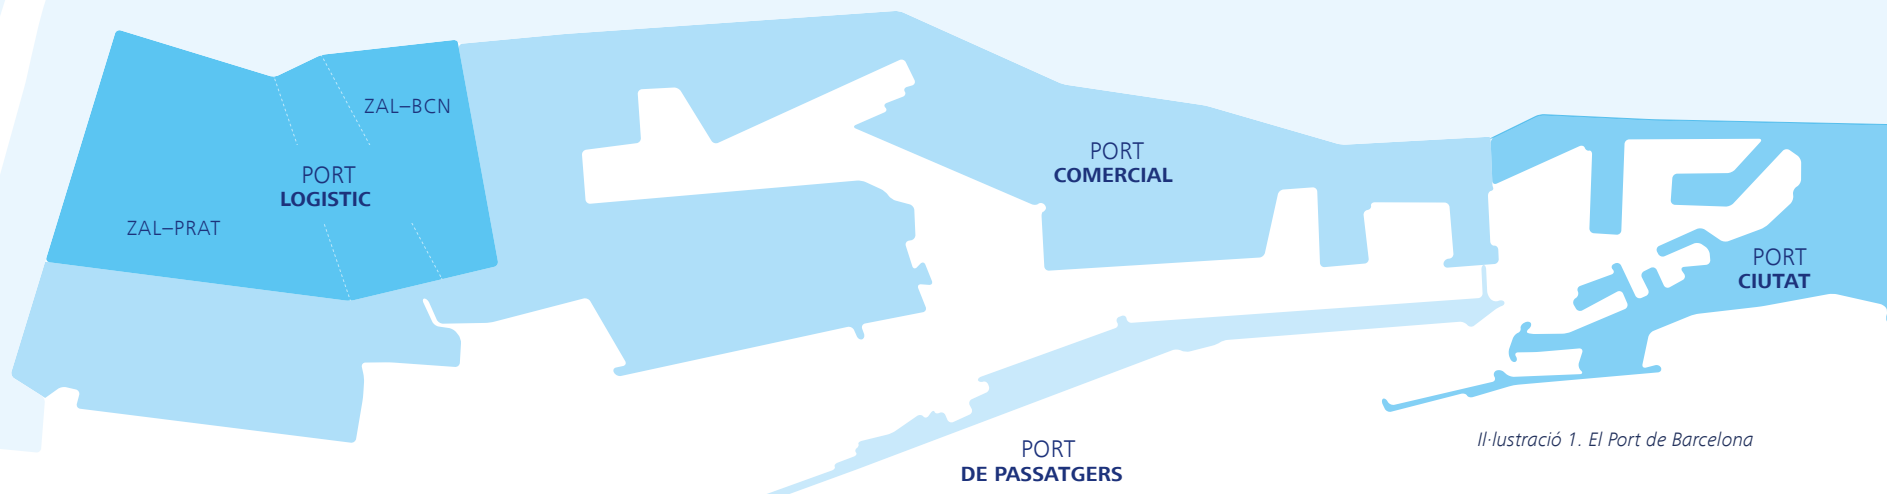 ZAL–BCN
PORT
LOGISTIC
ZAL–PRAT
PORT
COMERCIAL
PORT
CIUTAT
PORT
DE PASSATGERS
Il·lustració 1. El Port de Barcelona